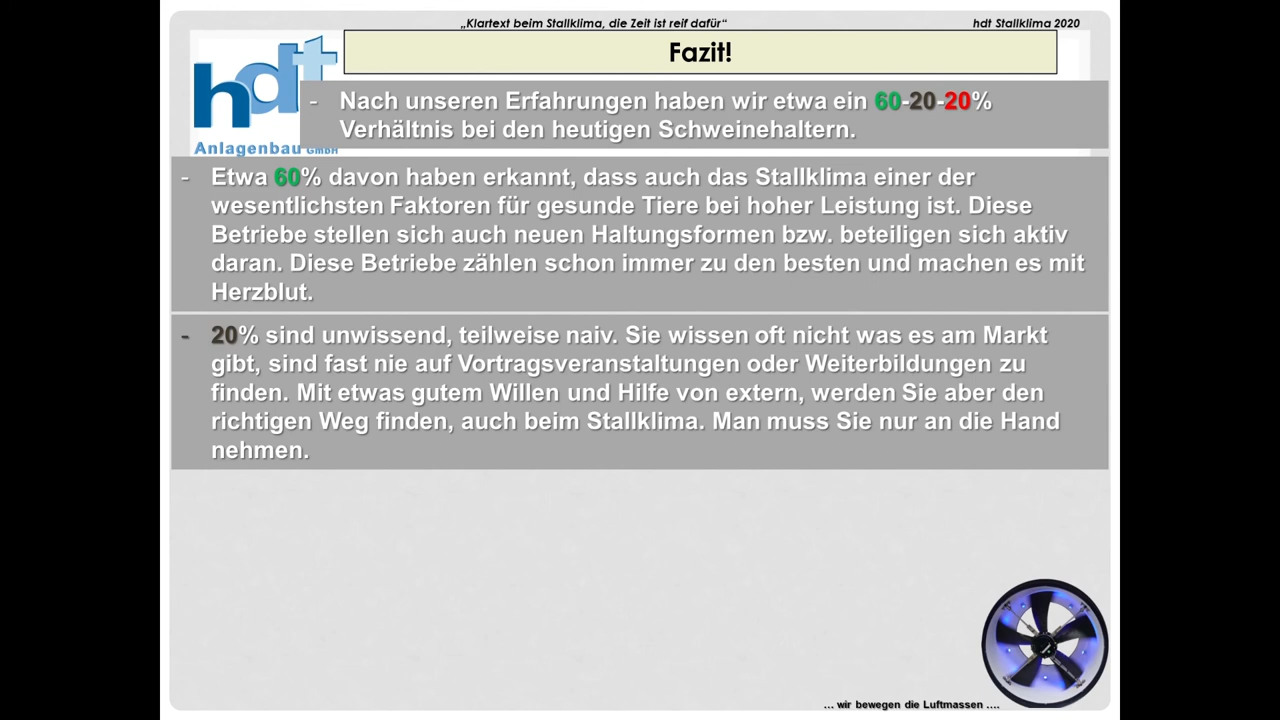 „Klartext beim Stallklima, die Zeit ist reif dafür“
hdt Stallklima 2020
hdt
Anlagenbau GmbH
Fazit!
- Nach unseren Erfahrungen haben wir etwa ein 60-20-20%
Verhältnis bei den heutigen Schweinehaltern.
- Etwa 60% davon haben erkannt, dass auch das Stallklima einer der
wesentlichsten Faktoren für gesunde Tiere bei hoher Leistung ist. Diese
Betriebe stellen sich auch neuen Haltungsformen bzw. beteiligen sich aktiv
daran. Diese Betriebe zählen schon immer zu den besten und machen es mit
Herzblut.
- 20% sind unwissend, teilweise naiv. Sie wissen oft nicht was es am Markt
gibt, sind fast nie auf Vortragsveranstaltungen oder Weiterbildungen zu
finden. Mit etwas gutem Willen und Hilfe von extern, werden Sie aber den
richtigen Weg finden, auch beim Stallklima. Man muss Sie nur an die Hand
nehmen.
... wir bewegen die Luftmassen ....